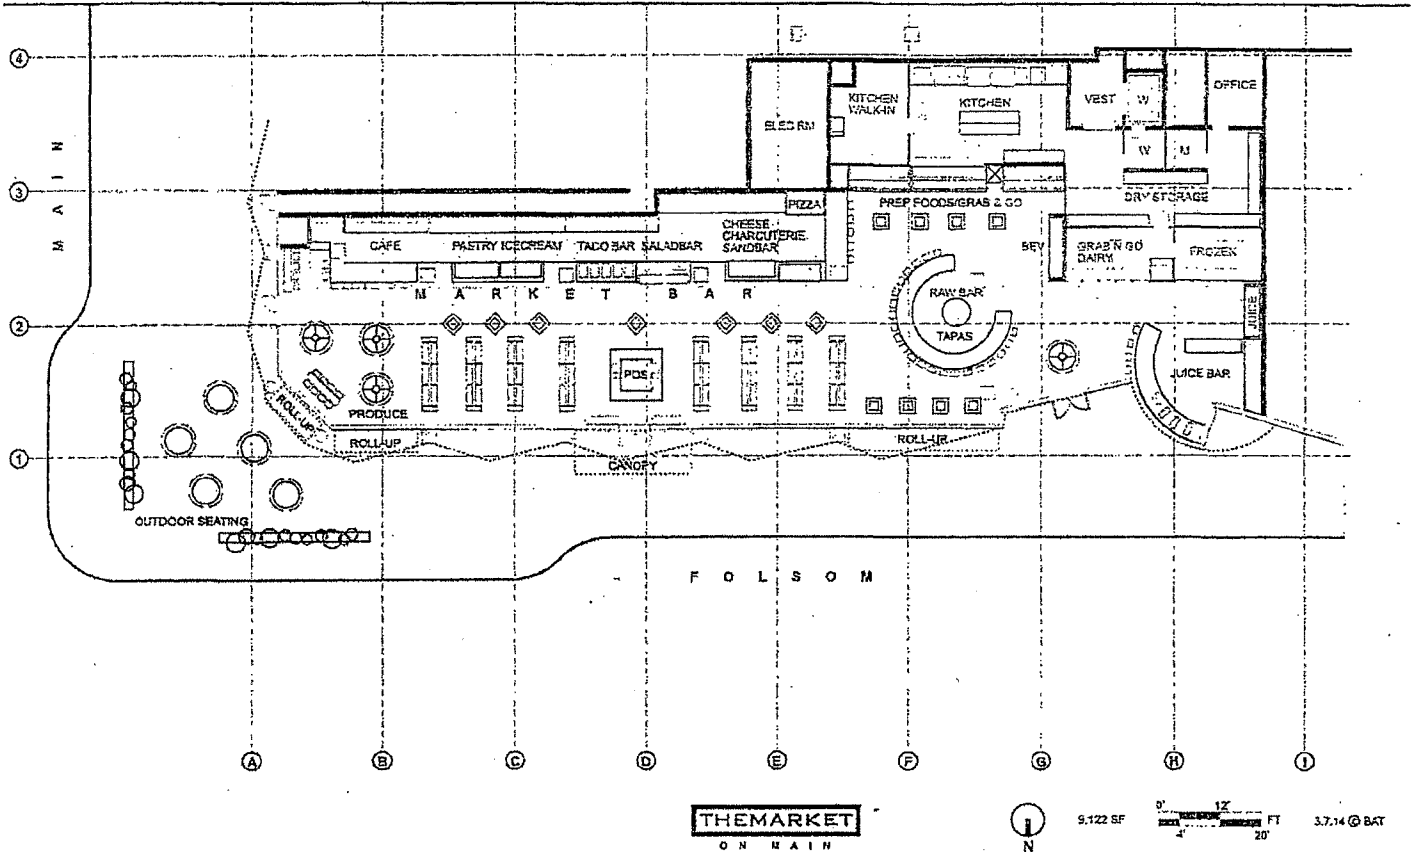 4
OFFICE
KITCHEN
WALK-IN
KITCHEN
VEST
W
ELEC RM
M A I N
W
M
3
PIZZA
PREP FOODS/GRAB & GO
DRY STORAGE
CAFE
PASTRY
ICECREAM
TACO BAR
SALADBAR
CHEESE
CHARCUTERIE
SANDBAR
BEV
GRAB N GO
DAIRY
FROZEN
M A R K E T B A R
RAW BAR
JUICE
2
TAPAS
POS
JUICE BAR
PRODUCE
ROLL-UP
ROLL-UP
ROLL-UP
1
CANOPY
OUTDOOR SEATING
F O L S O M
A
B
C
D
E
F
G
H
I
THEMARKET
ON MAIN
N
9,122 SF
0' 12'
4' 20'
FT
3.7.14 © BAT